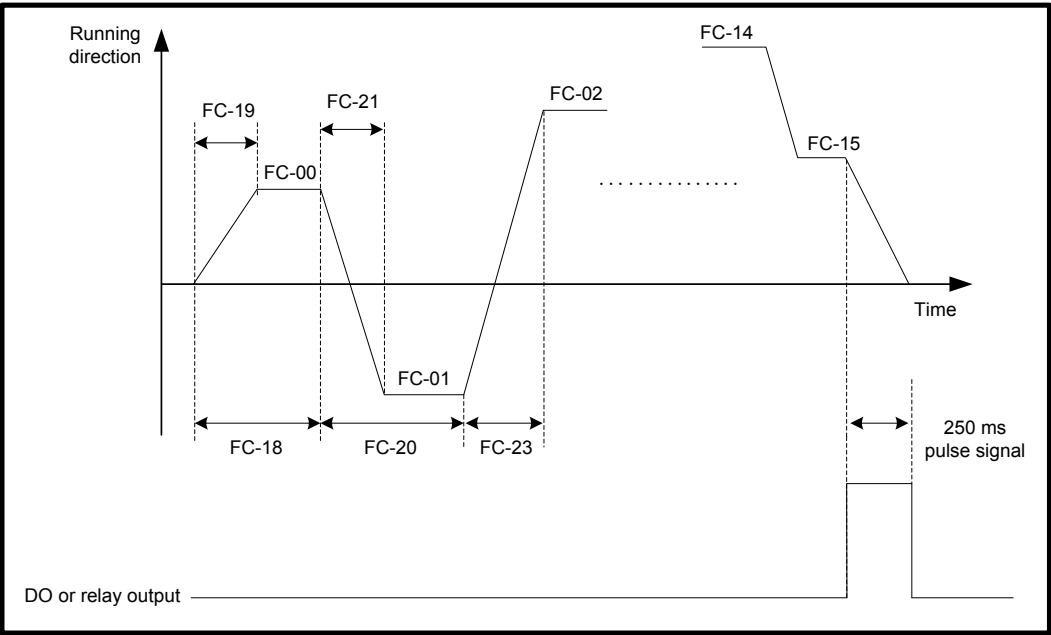 Running
direction
FC-14
FC-19
FC-21
FC-02
FC-15
FC-00
...............
Time
FC-01
FC-18
FC-20
FC-23
250 ms
pulse signal
DO or relay output